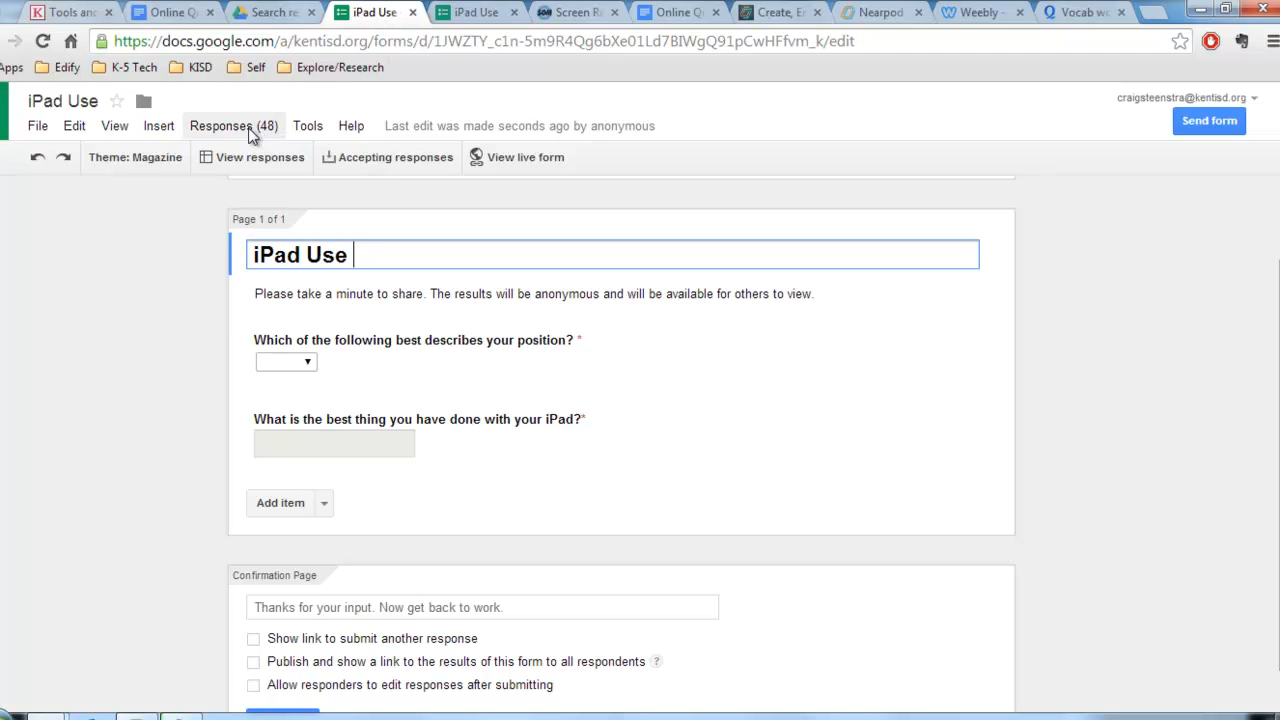 Tools and
Online Qu
Search re
iPad Use
iPad Use
Screen R
Online Qu
Create, En
Nearpod
Weebly -
Vocab wo
https://docs.google.com/a/kentisd.org/forms/d/1JWZTY_c1n-5m9R4Qg6bXe01Ld7BIWgQ91pCwHFfvm_k/edit
Apps Edify K-5 Tech KISD Self Explore/Research
iPad Use
craigsteenstra@kentisd.org
File Edit View Insert Responses (48) Tools Help Last edit was made seconds ago by anonymous
Send form
Theme: Magazine View responses Accepting responses View live form
Page 1 of 1
iPad Use
Please take a minute to share. The results will be anonymous and will be available for others to view.
Which of the following best describes your position? *
What is the best thing you have done with your iPad?*
Add item
Confirmation Page
Thanks for your input. Now get back to work.
Show link to submit another response
Publish and show a link to the results of this form to all respondents ?
Allow responders to edit responses after submitting